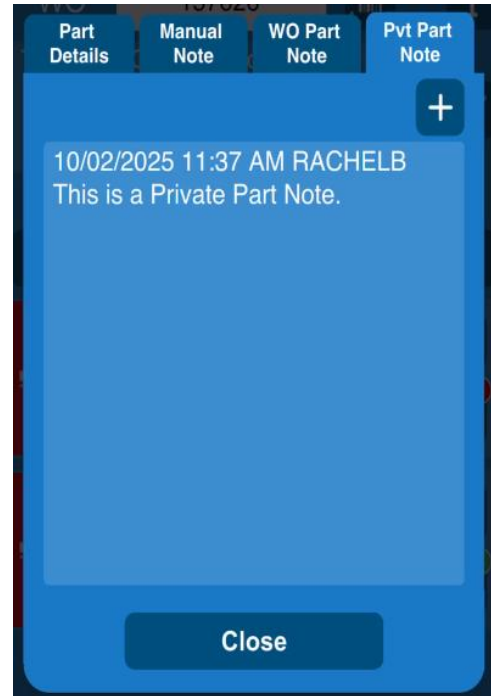 WO
Part Details
Manual Note
WO Part Note
Pvt Part Note
+
10/02/2025 11:37 AM RACHELB
This is a Private Part Note.
Close